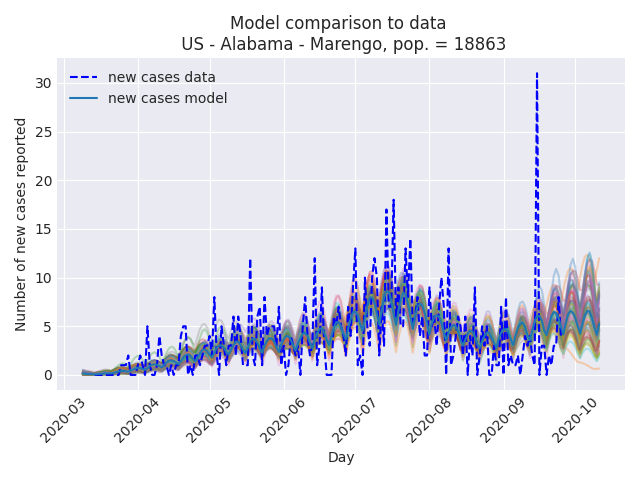 Model comparison to data
US - Alabama - Marengo, pop. = 18863
new cases data
new cases model
Number of new cases reported
30
25
20
15
10
5
0
2020-03
2020-04
2020-05
2020-06
2020-07
2020-08
2020-09
2020-10
Day